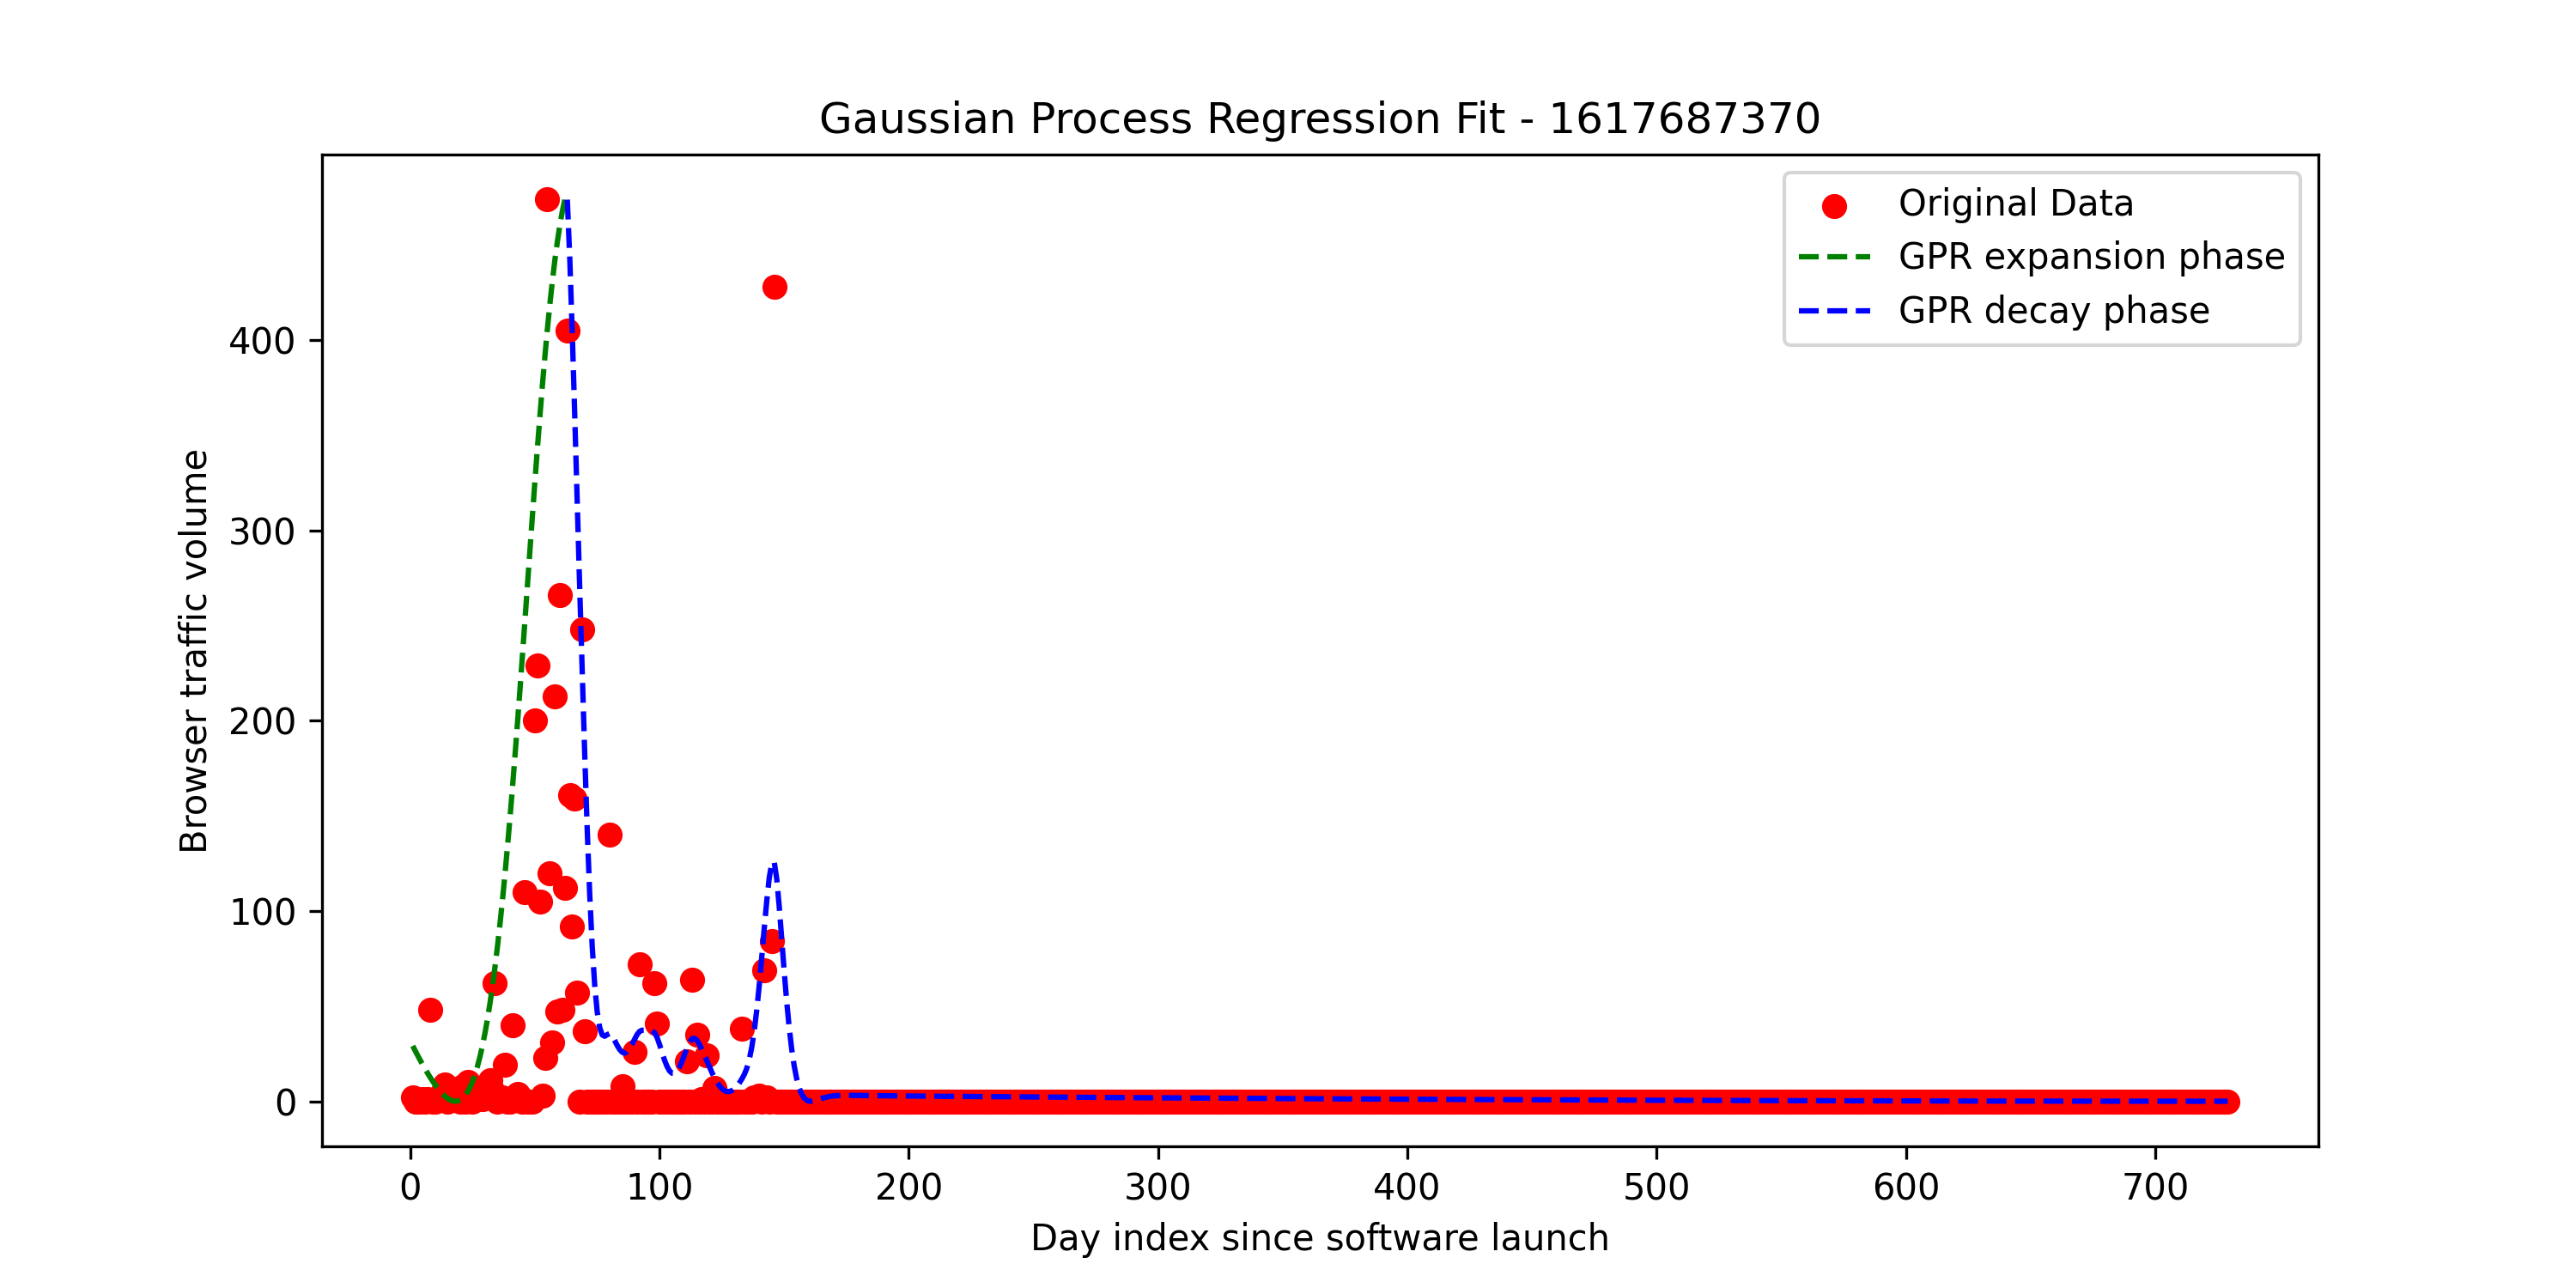 Gaussian Process Regression Fit - 1617687370
Original Data
GPR expansion phase
GPR decay phase
Browser traffic volume
400
300
200
100
0
0 100 200 300 400 500 600 700
Day index since software launch